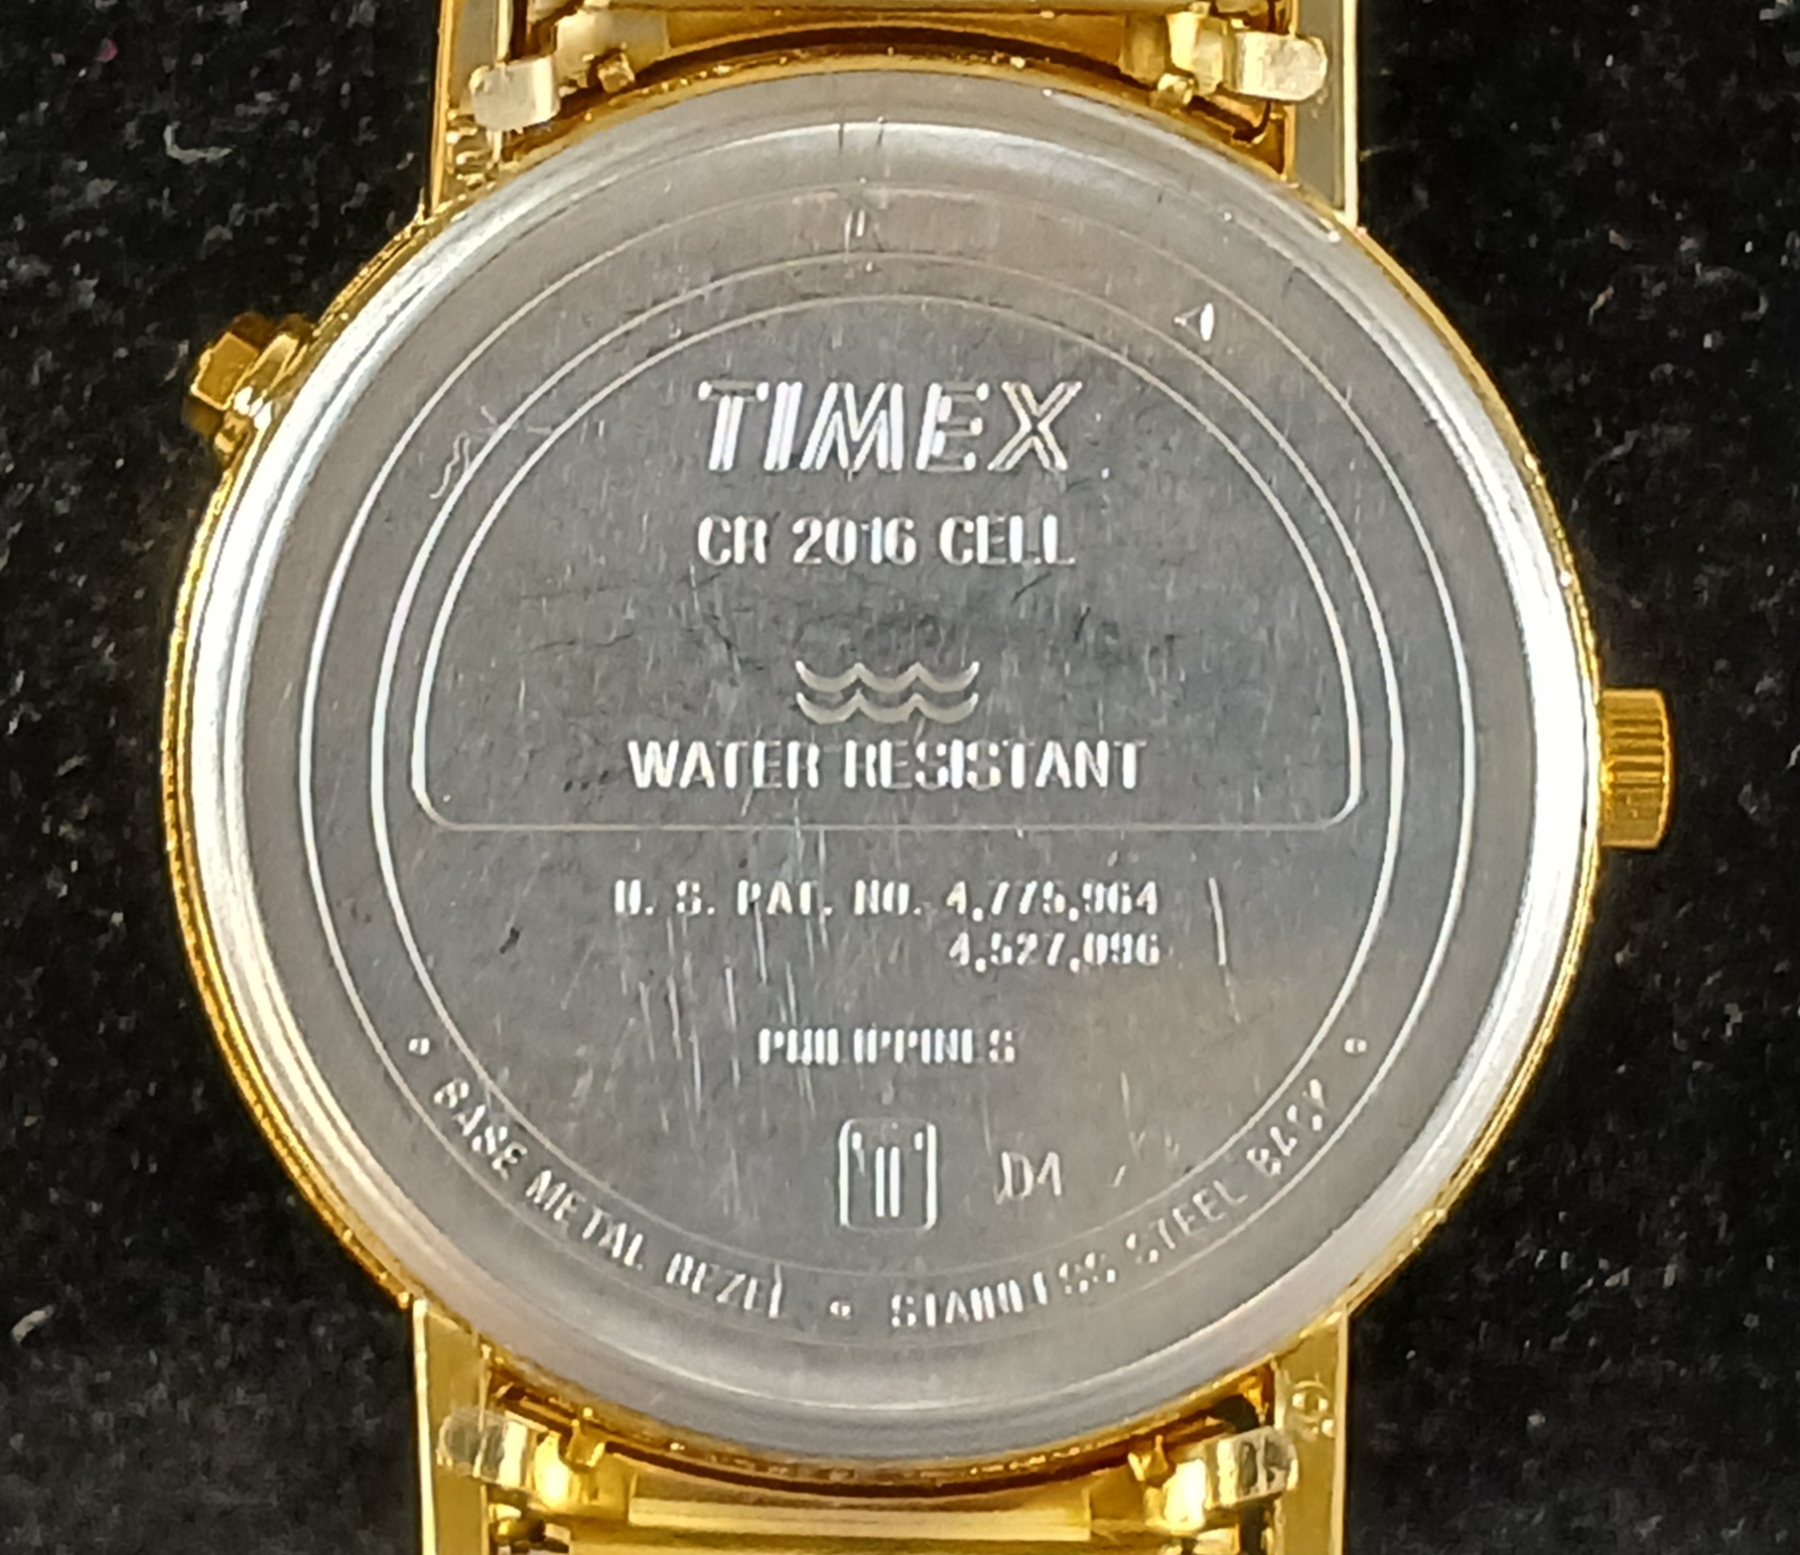 TIMEX
CR 2016 CELL
WATER RESISTANT
U. S. PAT. NO. 4,775,964
4,527,096
PHILIPPINES
D4
BASE METAL BEZEL • STAINLESS STEEL BACK